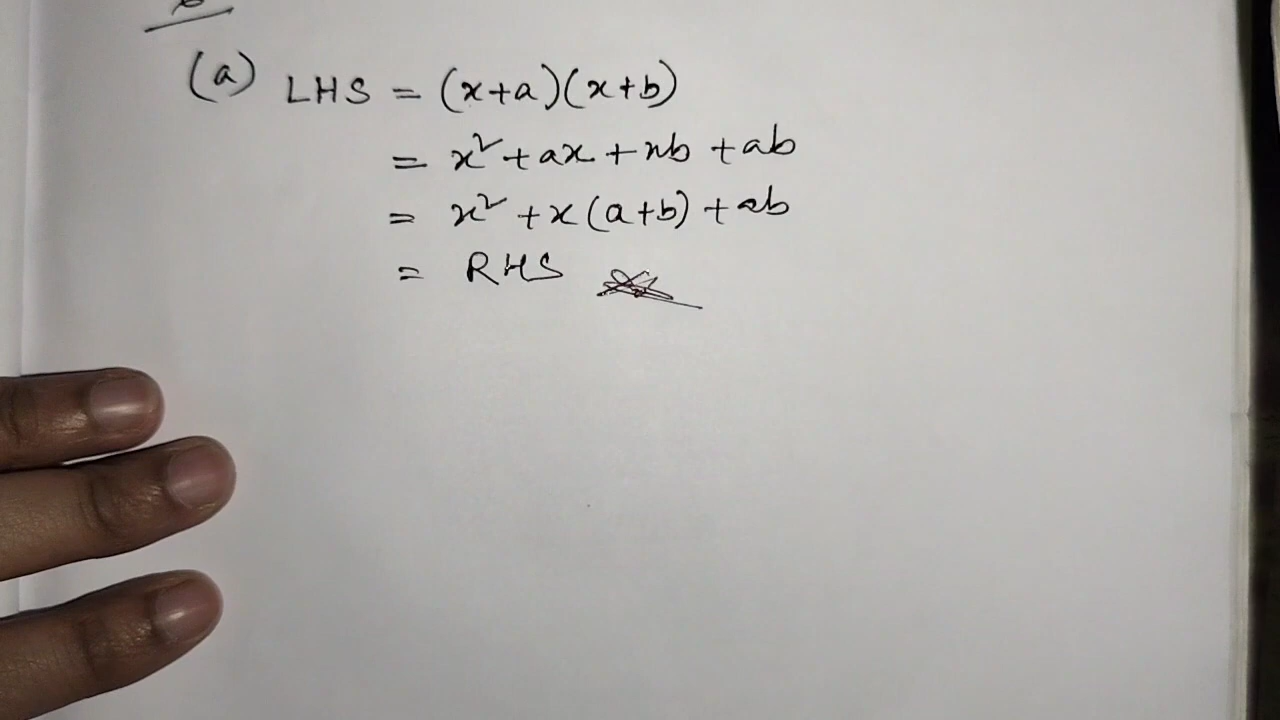 (a) LHS = (x+a)(x+b)
= x² + ax + xb + ab
= x² + x(a+b) + ab
= RHS